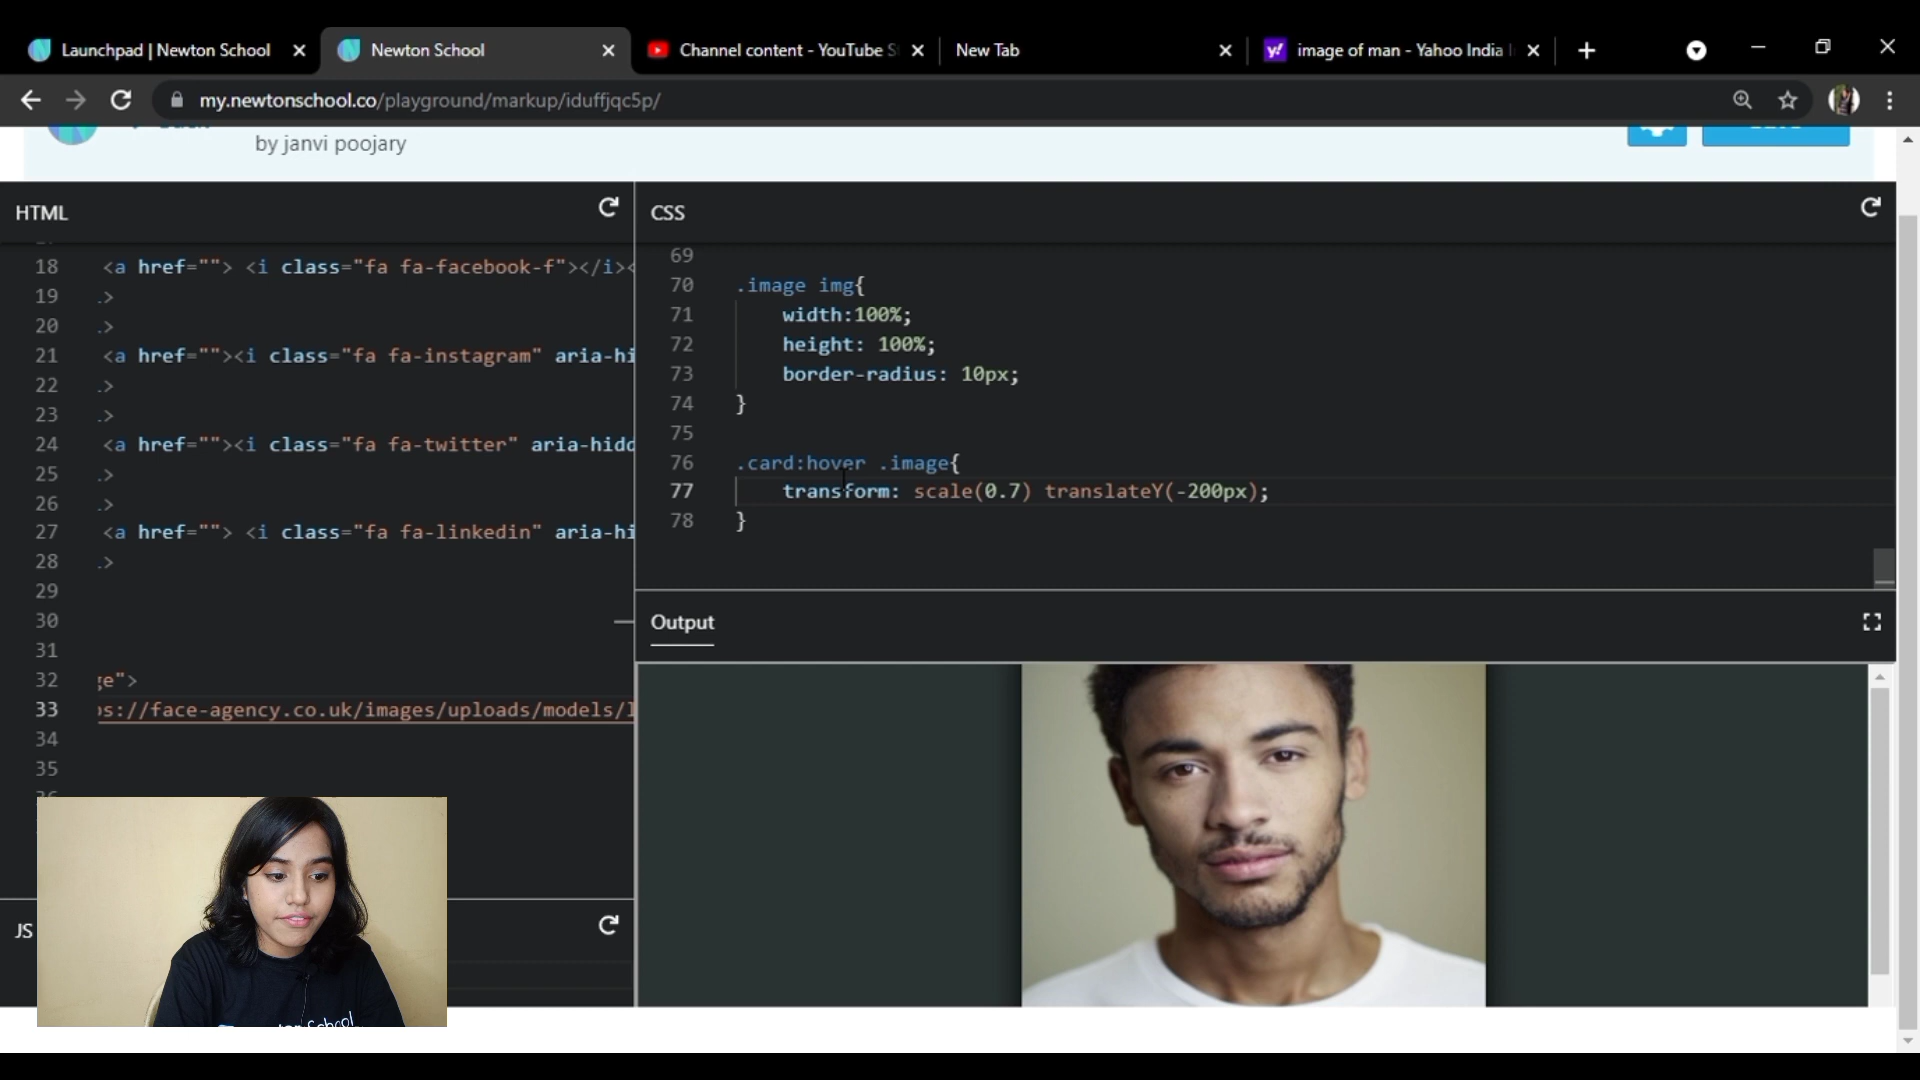 Launchpad | Newton School
Newton School
Channel content - YouTube S
New Tab
image of man - Yahoo India I
my.newtonschool.co/playground/markup/iduffjqc5p/
by janvi poojary
HTML
18 <a href=""> <i class="fa fa-facebook-f"></i><
19 .>
20 .>
21 <a href=""><i class="fa fa-instagram" aria-hi
22 .>
23 .>
24 <a href=""><i class="fa fa-twitter" aria-hidd
25 .>
26 .>
27 <a href=""> <i class="fa fa-linkedin" aria-hi
28 .>
29
30
31
32 ge">
33 ps://face-agency.co.uk/images/uploads/models/l
34
35
JS
CSS
69
70 .image img{
71 width:100%;
72 height: 100%;
73 border-radius: 10px;
74 }
75
76 .card:hover .image{
77 transform: scale(0.7) translateY(-200px);
78 }
Output
School